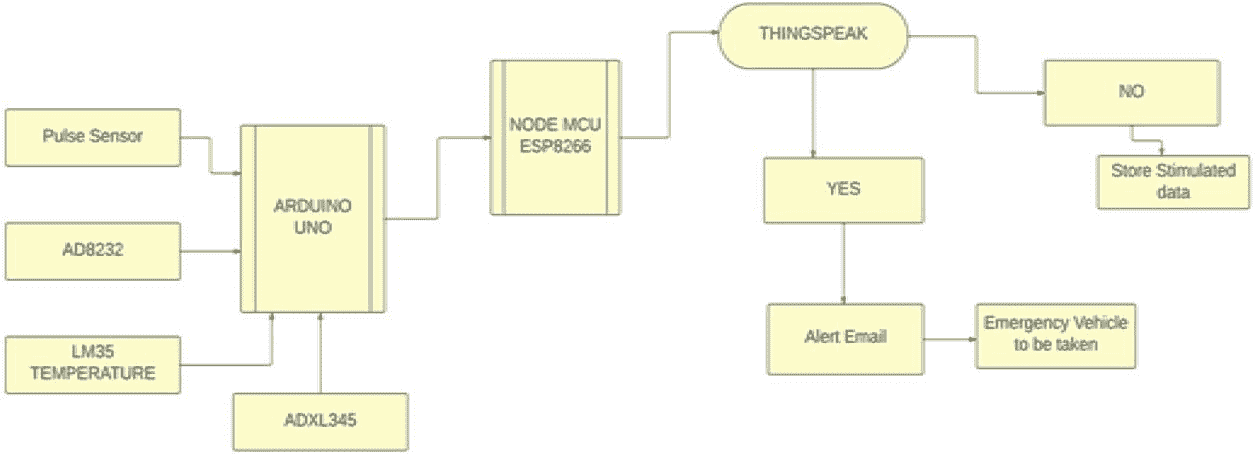 THINGSPEAK
NO
Pulse Sensor
NODE MCU
ESP8266
Store Stimulated
data
YES
ARDUINO
UNO
AD8232
LM35
TEMPERATURE
Alert Email
Emergency Vehicle
to be taken
ADXL345